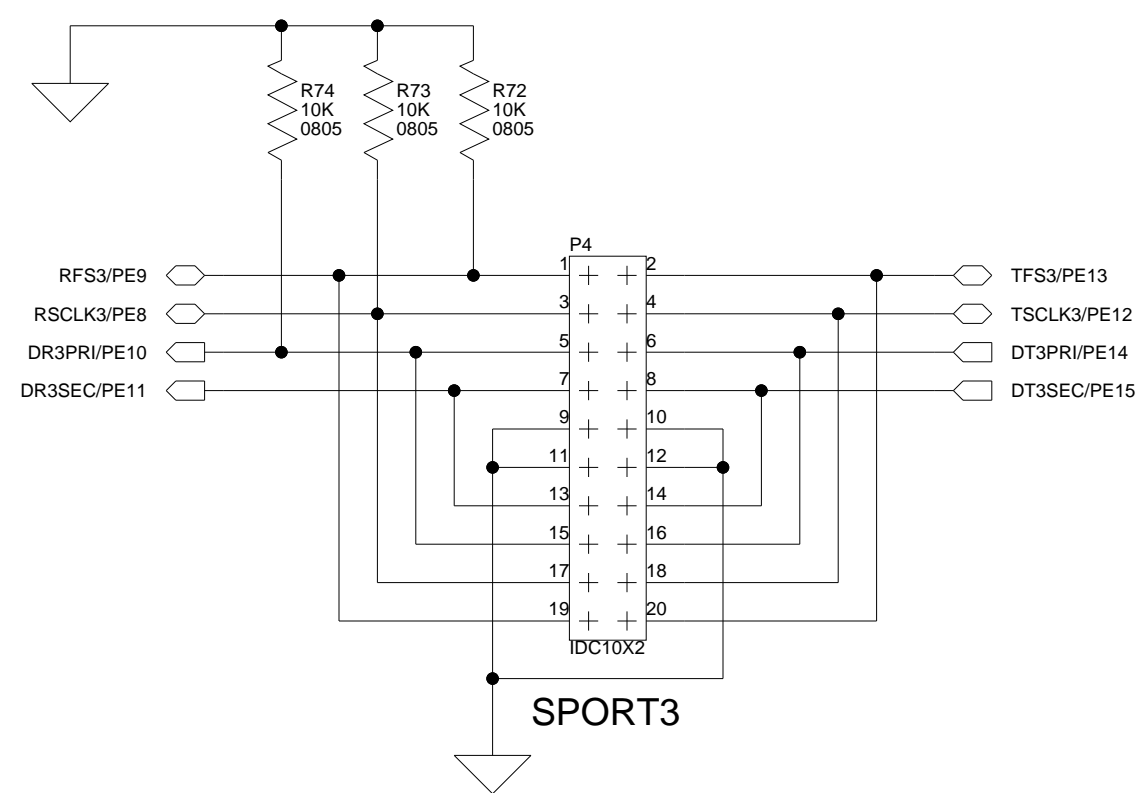 R74
10K
0805
R73
10K
0805
R72
10K
0805
P4
RFS3/PE9
1
2
TFS3/PE13
RSCLK3/PE8
3
4
TSCLK3/PE12
DR3PRI/PE10
5
6
DT3PRI/PE14
DR3SEC/PE11
7
8
DT3SEC/PE15
9
10
11
12
13
14
15
16
17
18
19
20
IDC10X2
SPORT3